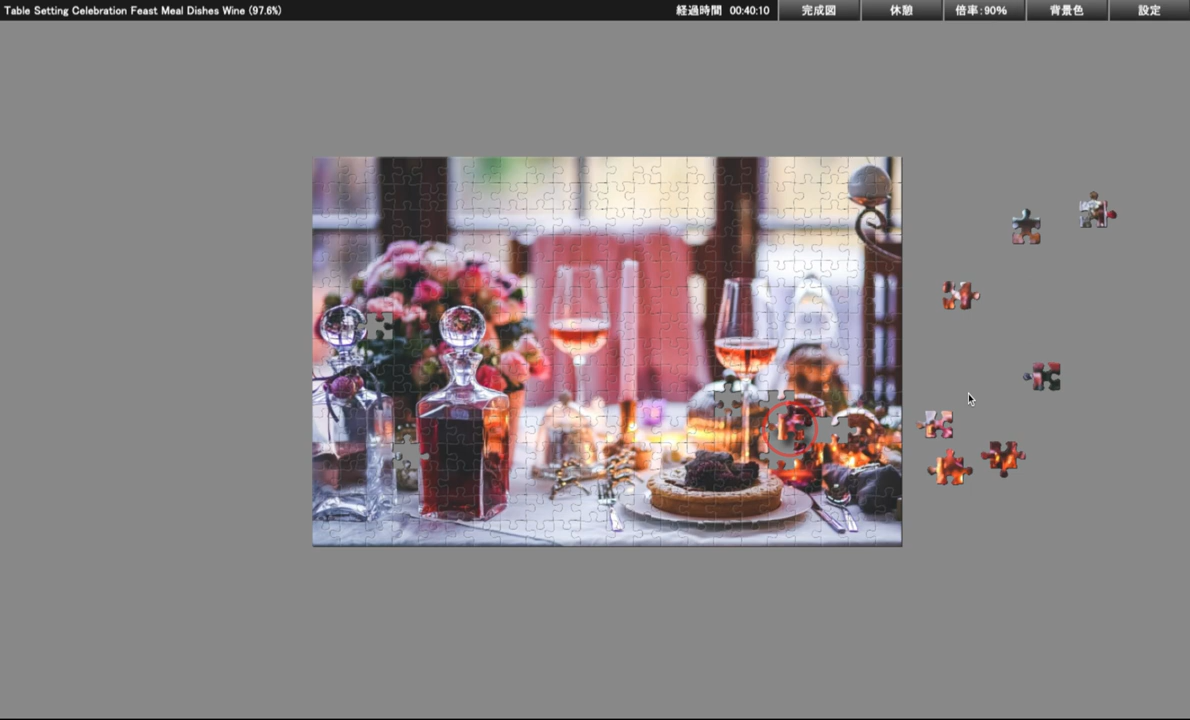 Table Setting Celebration Feast Meal Dishes Wine (97.6%) 経過時間 00:40:10 完成図 休憩 倍率:90% 背景色 設定